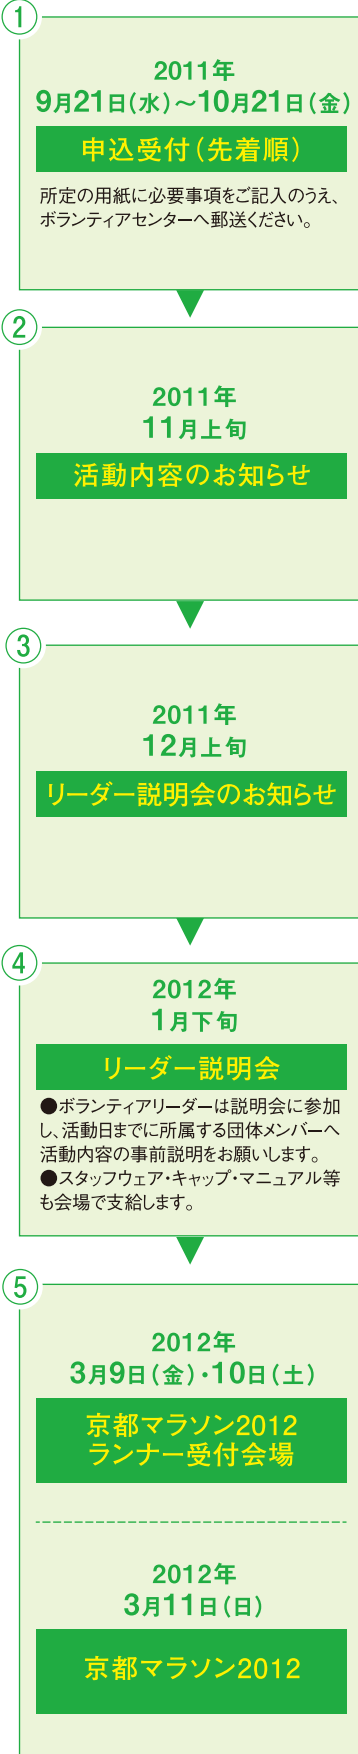 ①
2011年
9月21日(水)〜10月21日(金)
申込受付(先着順)
所定の用紙に必要事項をご記入のうえ、
ボランティアセンターへ郵送ください。
②
2011年
11月上旬
活動内容のお知らせ
③
2011年
12月上旬
リーダー説明会のお知らせ
④
2012年
1月下旬
リーダー説明会
●ボランティアリーダーは説明会に参加
し、活動日までに所属する団体メンバーへ
活動内容の事前説明をお願いします。
●スタッフウェア・キャップ・マニュアル等
も会場で支給します。
⑤
2012年
3月9日(金)・10日(土)
京都マラソン2012
ランナー受付会場
2012年
3月11日(日)
京都マラソン2012